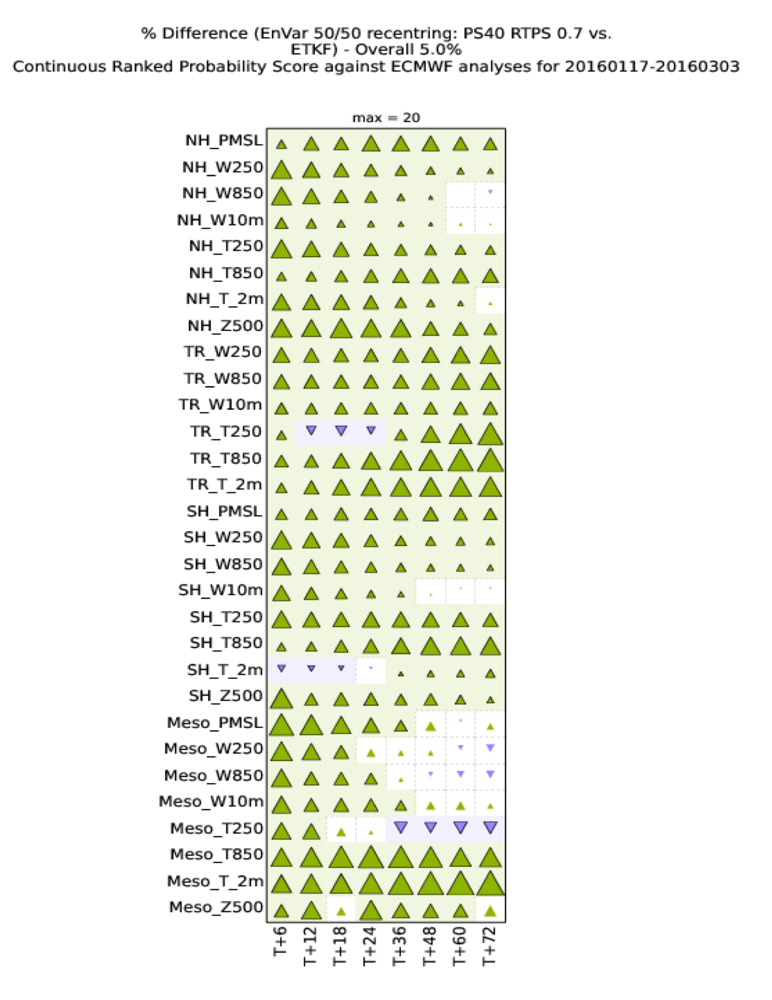 % Difference (EnVar 50/50 recentring: PS40 RTPS 0.7 vs.
ETKF) - Overall 5.0%
Continuous Ranked Probability Score against ECMWF analyses for 20160117-20160303
max = 20
NH_PMSL
NH_W250
NH_W850
NH_W10m
NH_T250
NH_T850
NH_T_2m
NH_Z500
TR_W250
TR_W850
TR_W10m
TR_T250
TR_T850
TR_T_2m
SH_PMSL
SH_W250
SH_W850
SH_W10m
SH_T250
SH_T850
SH_T_2m
SH_Z500
Meso_PMSL
Meso_W250
Meso_W850
Meso_W10m
Meso_T250
Meso_T850
Meso_T_2m
Meso_Z500
T+6
T+12
T+18
T+24
T+36
T+48
T+60
T+72